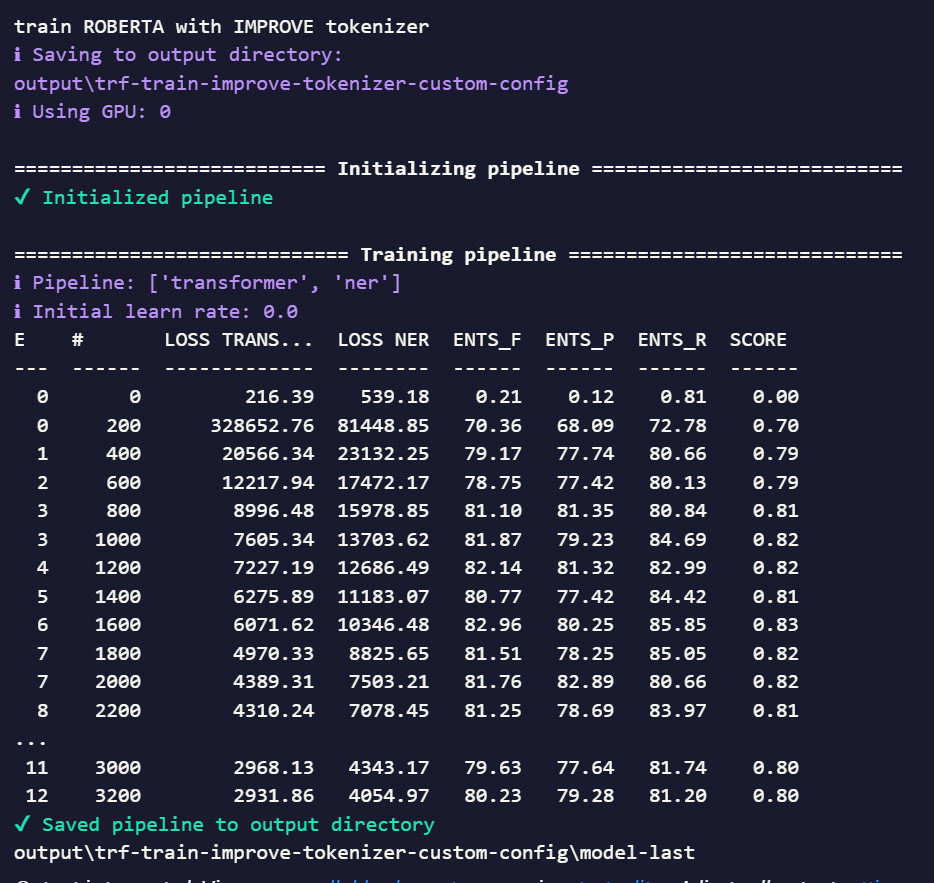 train ROBERTA with IMPROVE tokenizer
ℹ Saving to output directory:
output\trf-train-improve-tokenizer-custom-config
ℹ Using GPU: 0
=========================== Initializing pipeline ===========================
✔ Initialized pipeline
============================= Training pipeline =============================
ℹ Pipeline: ['transformer', 'ner']
ℹ Initial learn rate: 0.0
E    #       LOSS TRANS...  LOSS NER  ENTS_F  ENTS_P  ENTS_R  SCORE
---  ------  -------------  --------  ------  ------  ------  ------
  0       0         216.39    539.18    0.21    0.12    0.81    0.00
  0     200      328652.76  81448.85   70.36   68.09   72.78    0.70
  1     400       20566.34  23132.25   79.17   77.74   80.66    0.79
  2     600       12217.94  17472.17   78.75   77.42   80.13    0.79
  3     800        8996.48  15978.85   81.10   81.35   80.84    0.81
  3    1000        7605.34  13703.62   81.87   79.23   84.69    0.82
  4    1200        7227.19  12686.49   82.14   81.32   82.99    0.82
  5    1400        6275.89  11183.07   80.77   77.42   84.42    0.81
  6    1600        6071.62  10346.48   82.96   80.25   85.85    0.83
  7    1800        4970.33   8825.65   81.51   78.25   85.05    0.82
  7    2000        4389.31   7503.21   81.76   82.89   80.66    0.82
  8    2200        4310.24   7078.45   81.25   78.69   83.97    0.81
...
 11    3000        2968.13   4343.17   79.63   77.64   81.74    0.80
 12    3200        2931.86   4054.97   80.23   79.28   81.20    0.80
✔ Saved pipeline to output directory
output\trf-train-improve-tokenizer-custom-config\model-last